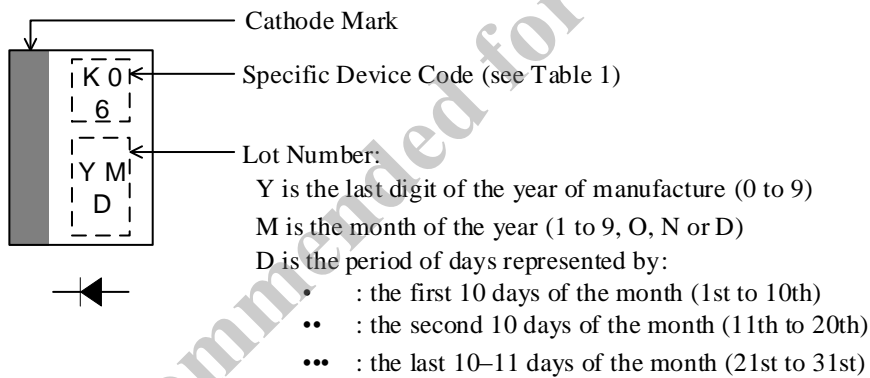 Cathode Mark
K 0
6
Specific Device Code (see Table 1)
Y M
D
Lot Number:
Y is the last digit of the year of manufacture (0 to 9)
M is the month of the year (1 to 9, O, N or D)
D is the period of days represented by:
• : the first 10 days of the month (1st to 10th)
•• : the second 10 days of the month (11th to 20th)
••• : the last 10–11 days of the month (21st to 31st)